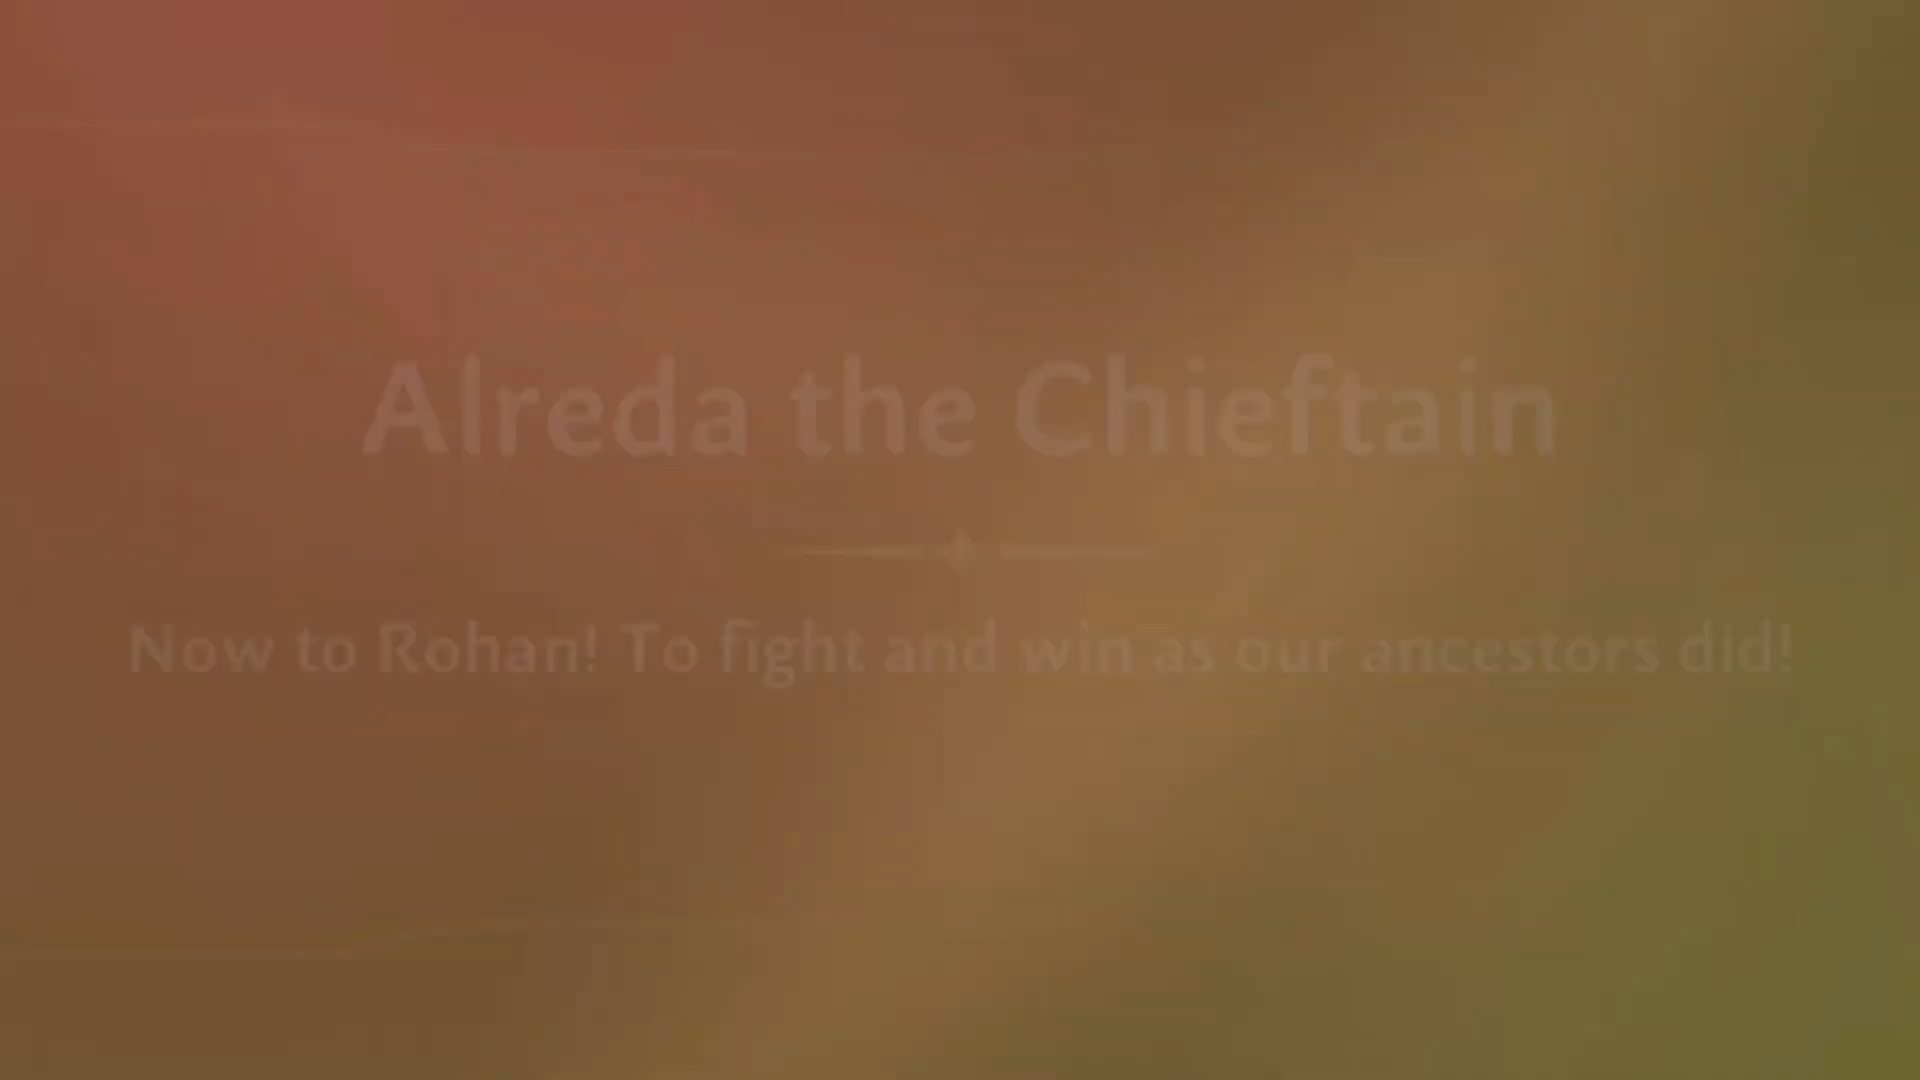 Alreda the Chieftain
Now to Rohan! To fight and win as our ancestors did!